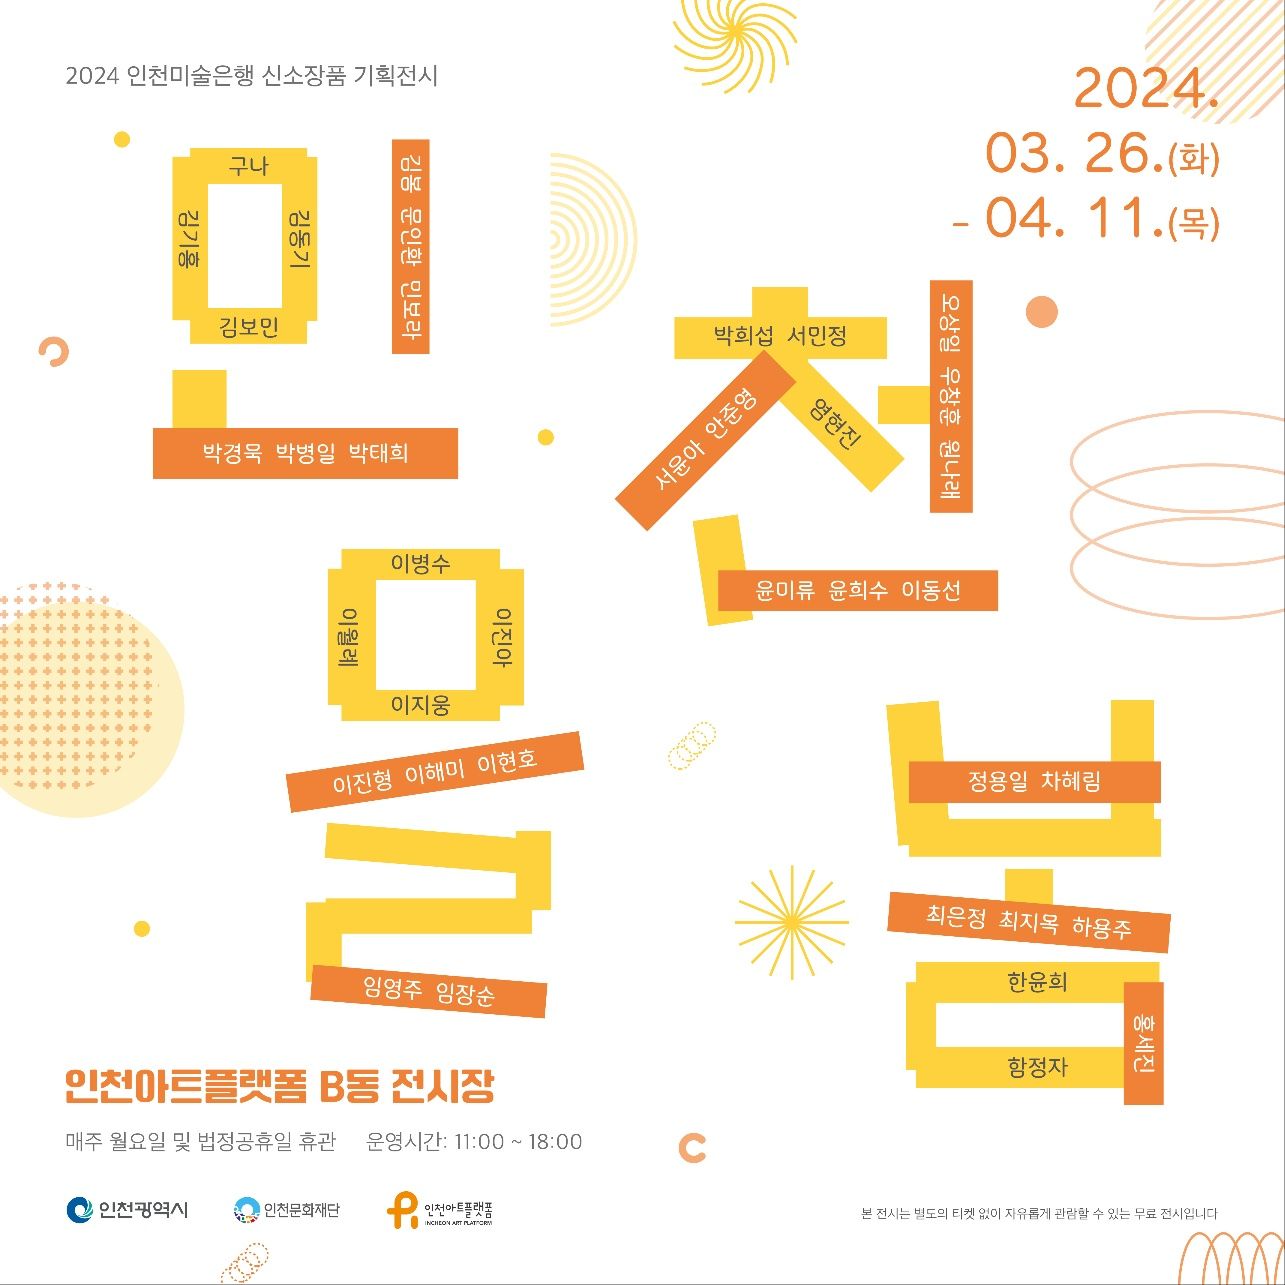 2024 인천미술은행 신소장품 기획전시
2024.
03. 26.(화)
- 04. 11.(목)
인천
구나
김기홍
김동기
김보민
김봄 문인환 민보라
박경욱 박병일 박태희
박희섭 서민정
서윤아 안준영
염현진
오상일 우창훈 원나래
윤미류 윤희수 이동선
을 봄
이병수
이월례
이진아
이지웅
이진형 이해미 이현호
임영주 임장순
정용일 차혜림
최은정 최지목 하용주
한윤희
함정자
홍세진
인천아트플랫폼 B동 전시장
매주 월요일 및 법정공휴일 휴관 운영시간: 11:00 ~ 18:00
인천광역시
인천문화재단
인천아트플랫폼
INCHEON ART PLATFORM
본 전시는 별도의 티켓 없이 자유롭게 관람할 수 있는 무료 전시입니다